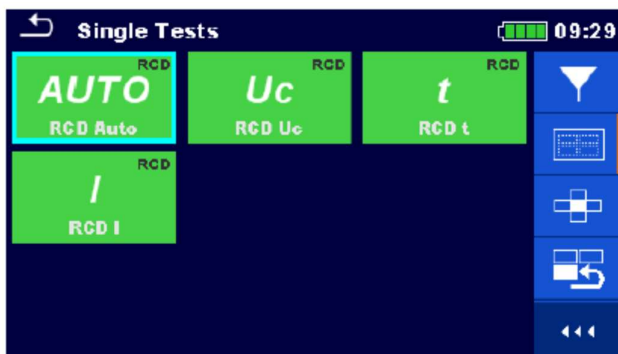 Single Tests 09:29
RCD RCD RCD
AUTO Uc t
RCD Auto RCD Uc RCD t
RCD
I
RCD I